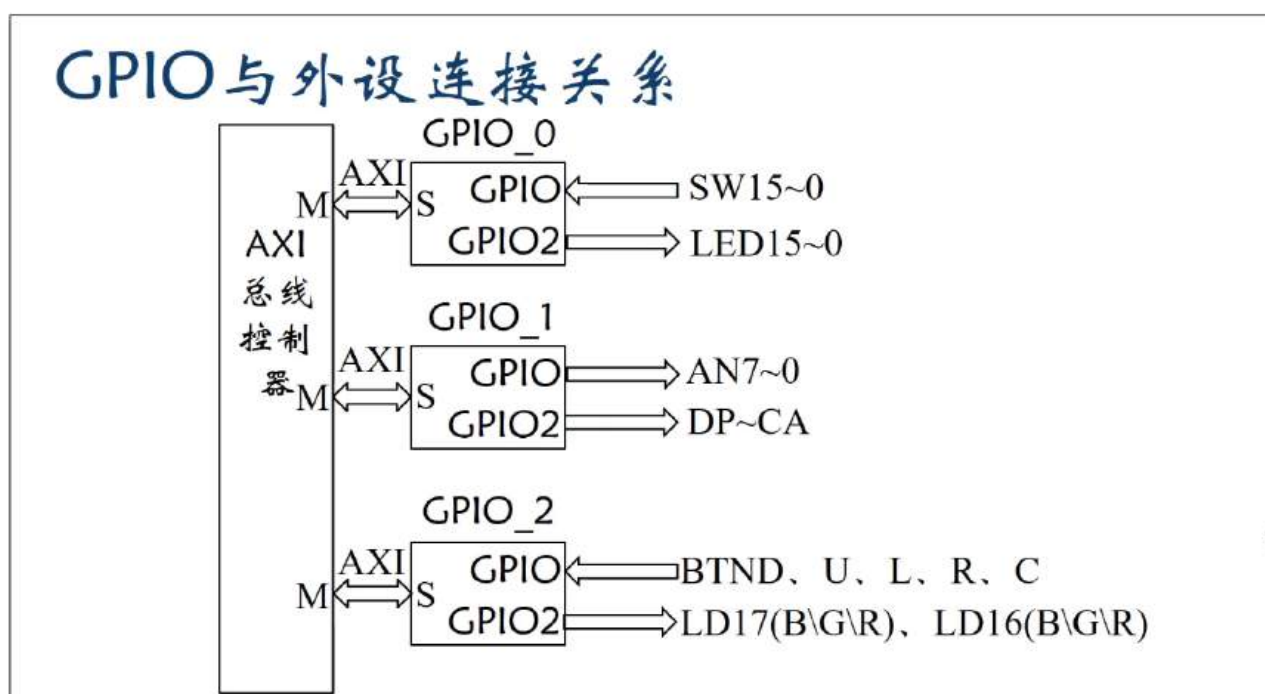 GPIO与外设连接关系
GPIO_0
AXI
M
S
GPIO
SW15~0
GPIO2
LED15~0
AXI
总线
控制
器
GPIO_1
AXI
M
S
GPIO
AN7~0
GPIO2
DP~CA
GPIO_2
AXI
M
S
GPIO
BTND、U、L、R、C
GPIO2
LD17(B\G\R)、LD16(B\G\R)